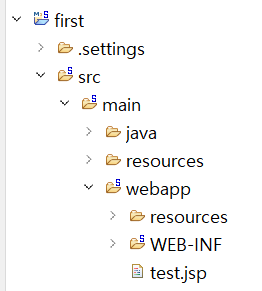 first
.settings
src
main
java
resources
webapp
resources
WEB-INF
test.jsp